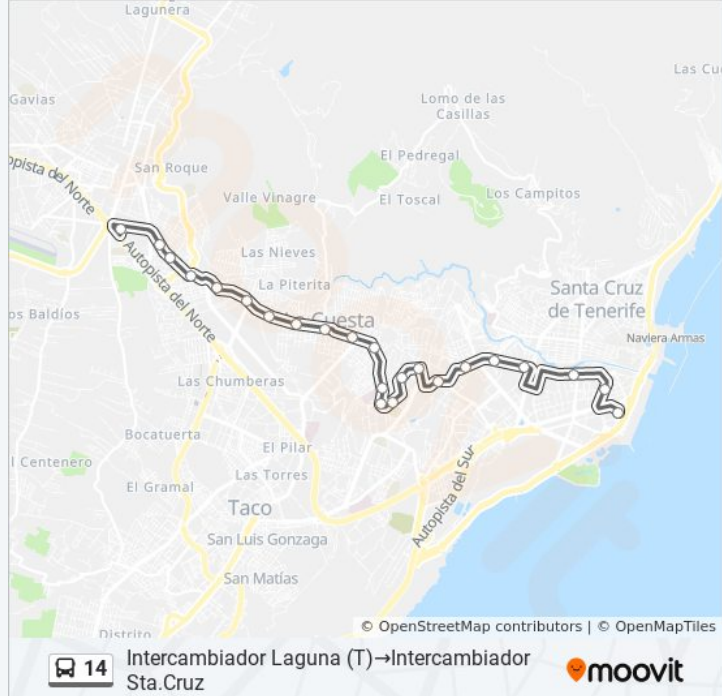 Lagunera
Las Cue
Gavias
Lomo de las
Casillas
opista del Norte
San Roque
El Pedregal
Valle Vinagre
El Toscal
Los Campitos
Autopista del Norte
Las Nieves
os Baldíos
La Piterita
Santa Cruz
de Tenerife
Cuesta
Naviera Armas
Las Chumberas
Bocatuerta
El Pilar
l Centenero
Las Torres
El Gramal
Autopista del Sur
Taco
San Luis Gonzaga
San Matías
Distrito
© OpenStreetMap contributors | © OpenMapTiles
14
Intercambiador Laguna (T)→Intercambiador
Sta.Cruz
moovit